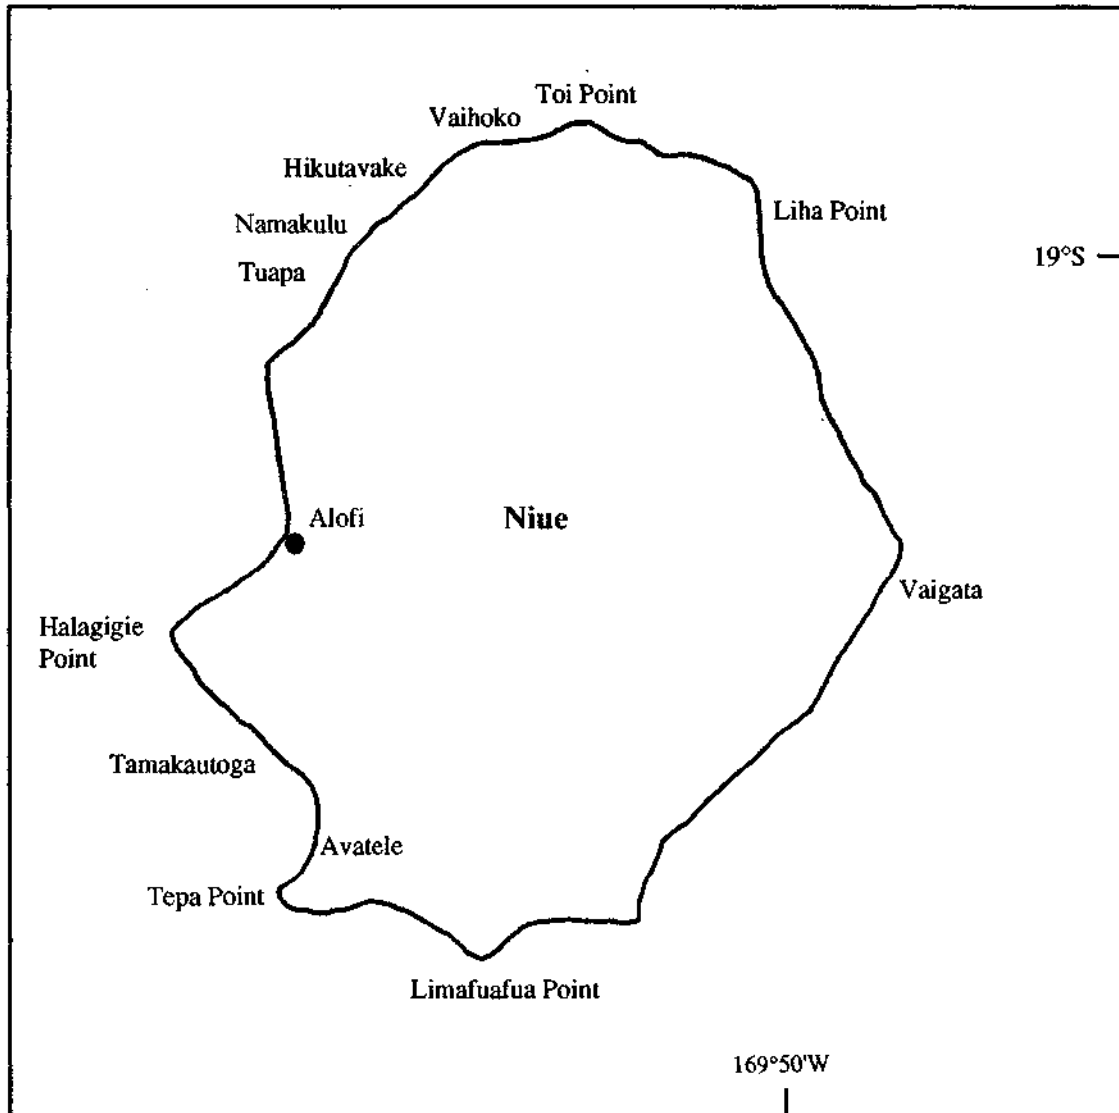 Toi Point
Vaihoko
Hikutavake
Liha Point
Namakulu
19°S
Tuapa
Alofi
Niue
Vaigata
Halagigie
Point
Tamakautoga
Avatele
Tepa Point
Limafuafua Point
169°50'W